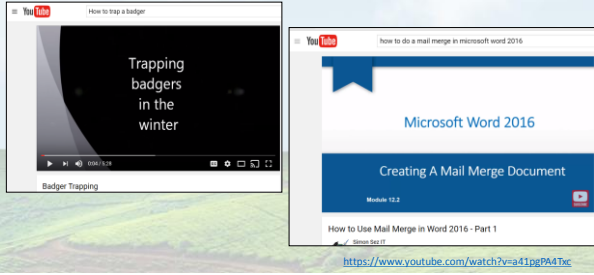 YouTube
How to trap a badger
Trapping
badgers
in the
winter
0:04 / 5:28
Badger Trapping
YouTube
how to do a mail merge in microsoft word 2016
Microsoft Word 2016
Creating A Mail Merge Document
Module 12.2
How to Use Mail Merge in Word 2016 - Part 1
Simon Sez IT
https://www.youtube.com/watch?v=a41pgPA4Txc